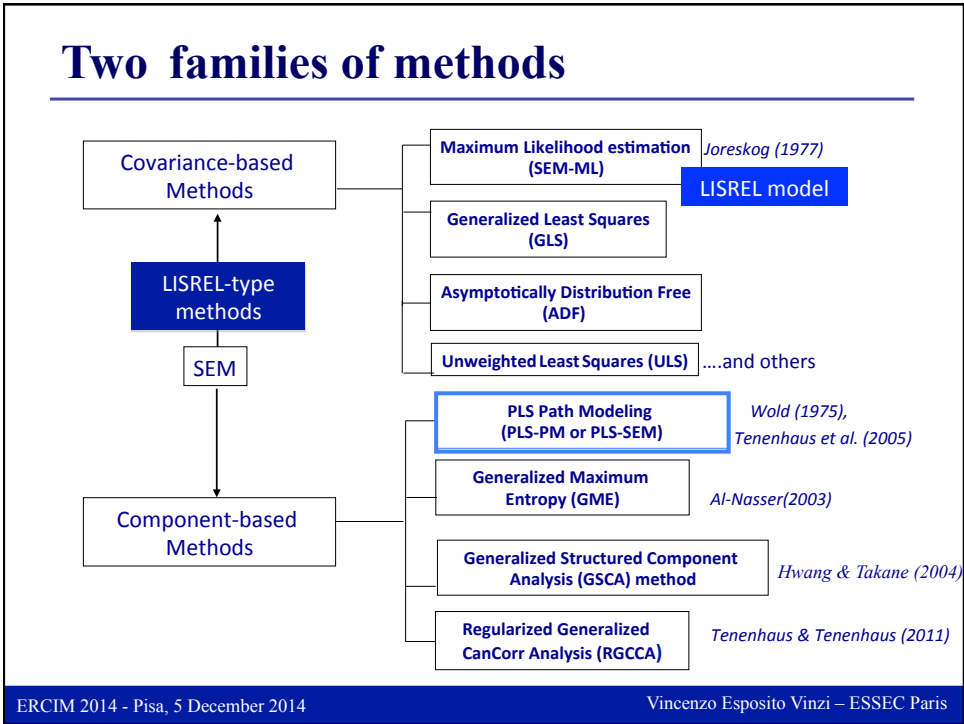 Two families of methods
Covariance-based
Methods
LISREL-type
methods
SEM
Component-based
Methods
Maximum Likelihood estimation
(SEM-ML)
Joreskog (1977)
LISREL model
Generalized Least Squares
(GLS)
Asymptotically Distribution Free
(ADF)
Unweighted Least Squares (ULS)
....and others
PLS Path Modeling
(PLS-PM or PLS-SEM)
Wold (1975),
Tenenhaus et al. (2005)
Generalized Maximum
Entropy (GME)
Al-Nasser(2003)
Generalized Structured Component
Analysis (GSCA) method
Hwang & Takane (2004)
Regularized Generalized
CanCorr Analysis (RGCCA)
Tenenhaus & Tenenhaus (2011)
ERCIM 2014 - Pisa, 5 December 2014
Vincenzo Esposito Vinzi – ESSEC Paris